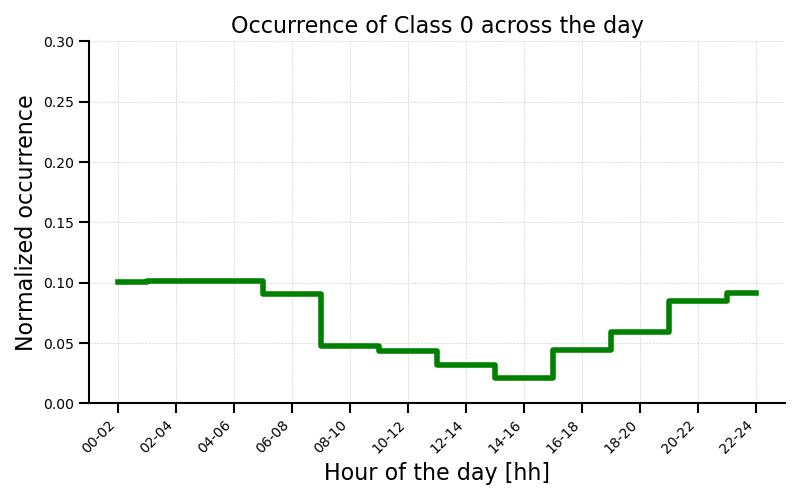 Occurrence of Class 0 across the day
Normalized occurrence
0.30
0.25
0.20
0.15
0.10
0.05
0.00
00-02 02-04 04-06 06-08 08-10 10-12 12-14 14-16 16-18 18-20 20-22 22-24
Hour of the day [hh]